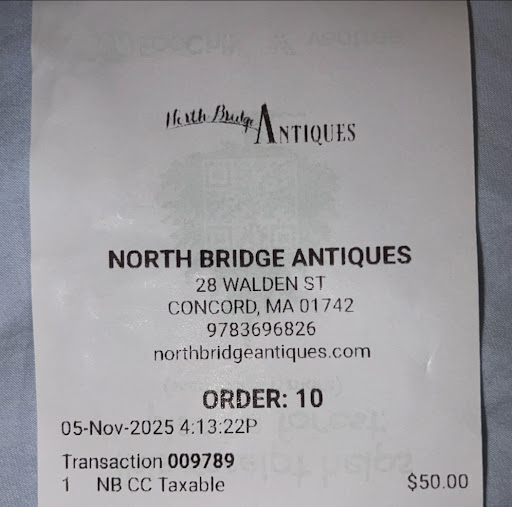 North Bridge ANTIQUES
NORTH BRIDGE ANTIQUES
28 WALDEN ST
CONCORD, MA 01742
9783696826
northbridgeantiques.com
ORDER: 10
05-Nov-2025 4:13:22P
Transaction 009789
1 NB CC Taxable $50.00